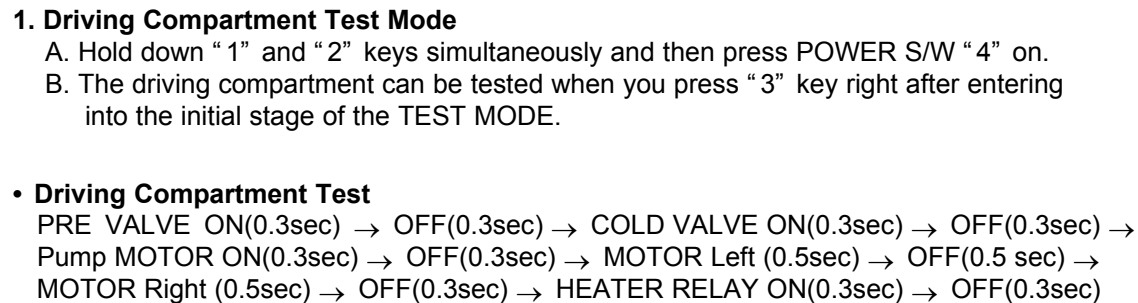 1. Driving Compartment Test Mode
A. Hold down “1” and “2” keys simultaneously and then press POWER S/W “4” on.
B. The driving compartment can be tested when you press “3” key right after entering
into the initial stage of the TEST MODE.
• Driving Compartment Test
PRE VALVE ON(0.3sec) → OFF(0.3sec) → COLD VALVE ON(0.3sec) → OFF(0.3sec) →
Pump MOTOR ON(0.3sec) → OFF(0.3sec) → MOTOR Left (0.5sec) → OFF(0.5 sec) →
MOTOR Right (0.5sec) → OFF(0.3sec) → HEATER RELAY ON(0.3sec) → OFF(0.3sec)